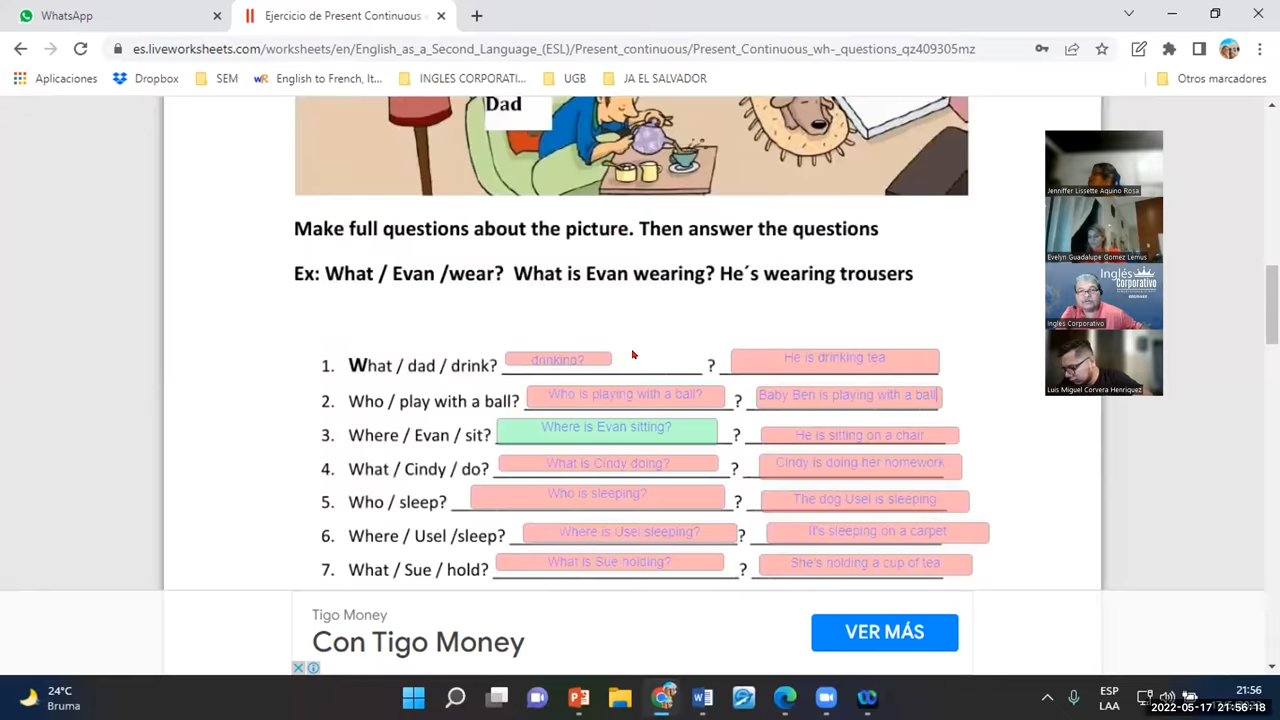 WhatsApp
Ejercicio de Present Continuous
es.liveworksheets.com/worksheets/en/English_as_a_Second_Language_(ESL)/Present_continuous/Present_Continuous_wh-_questions_qz409305mz
Aplicaciones Dropbox SEM English to French, It... INGLES CORPORATI... UGB JA EL SALVADOR Otros marcadores
Dad
Make full questions about the picture. Then answer the questions
Ex: What / Evan /wear? What is Evan wearing? He´s wearing trousers
1. What / dad / drink? drinking? ? He is drinking tea
2. Who / play with a ball? Who is playing with a ball? ? Baby Ben is playing with a ball
3. Where / Evan / sit? Where is Evan sitting? ? He is sitting on a chair
4. What / Cindy / do? What is Cindy doing? ? Cindy is doing her homework
5. Who / sleep? Who is sleeping? ? The dog Usel is sleeping
6. Where / Usel /sleep? Where is Usel sleeping? ? It's sleeping on a carpet
7. What / Sue / hold? What is Sue holding? ? She's holding a cup of tea
Tigo Money
Con Tigo Money
VER MÁS
Jenniffer Lissette Aquino Rosa
Evelyn Guadalupe Gomez Lemus
Inglés
Corporativo
Ingles Corporativo
Luis Miguel Corvera Henriquez
24°C
Bruma
ESP
LAA
21:56
2022-05-17 21:56:18